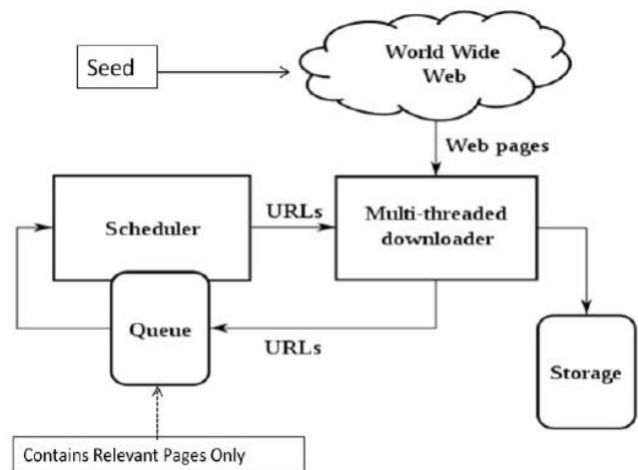 Seed
World Wide
Web
Web pages
Scheduler
URLs
Multi-threaded
downloader
Queue
URLs
Storage
Contains Relevant Pages Only